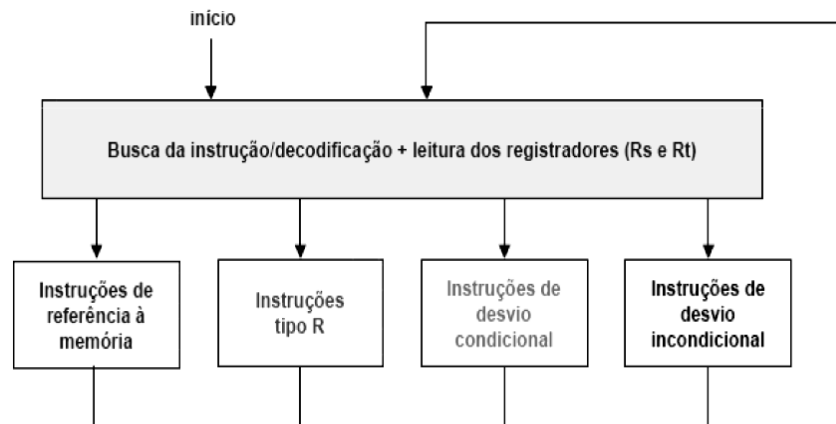 início
Busca da instrução/decodificação + leitura dos registradores (Rs e Rt)
Instruções de
referência à
memória
Instruções
tipo R
Instruções de
desvio
condicional
Instruções de
desvio
incondicional